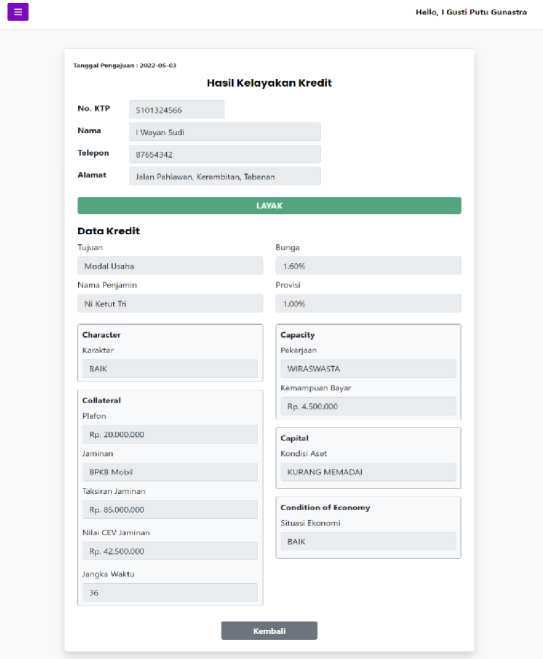 Hello, I Gusti Putu Gunastra
Tanggal Pengajuan : 2022-05-03
Hasil Kelayakan Kredit
No. KTP
5101324566
Nama
I Wayan Sudi
Telepon
87654342
Alamat
Jalan Pahlawan, Kerambitan, Tabanan
LAYAK
Data Kredit
Tujuan
Modal Usaha
Bunga
1.60%
Nama Penjamin
Ni Ketut Tri
Provisi
1.00%
Character
Karakter
BAIK
Collateral
Plafon
Rp. 20.000.000
Jaminan
BPKB Mobil
Taksiran Jaminan
Rp. 85.000.000
Nilai CEV Jaminan
Rp. 42.500.000
Jangka Waktu
36
Capacity
Pekerjaan
WIRASWASTA
Kemampuan Bayar
Rp. 4.500.000
Capital
Kondisi Aset
KURANG MEMADAI
Condition of Economy
Situasi Ekonomi
BAIK
Kembali